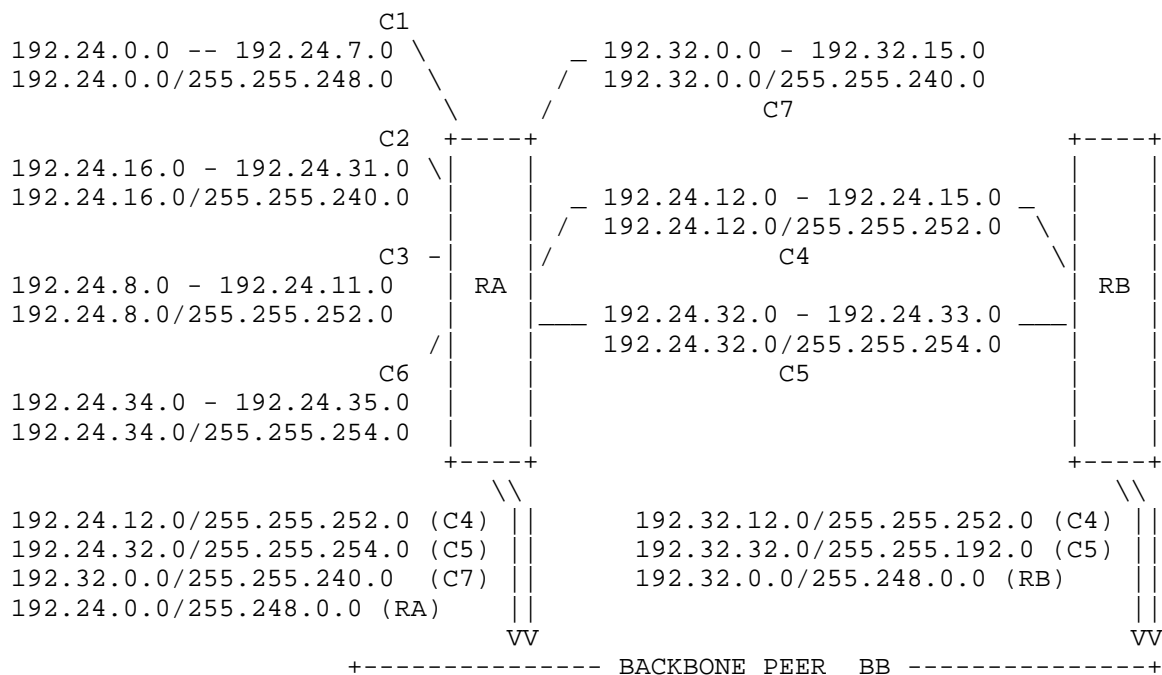 C1
192.24.0.0 -- 192.24.7.0 \ _ 192.32.0.0 - 192.32.15.0
192.24.0.0/255.255.248.0 \ / 192.32.0.0/255.255.240.0
\ / C7
C2 +----+ +----+
192.24.16.0 - 192.24.31.0 \| | | |
192.24.16.0/255.255.240.0 | | _ 192.24.12.0 - 192.24.15.0 _ | |
| | / 192.24.12.0/255.255.252.0 \ | |
C3 -| |/ C4 \| |
192.24.8.0 - 192.24.11.0 | RA | | RB |
192.24.8.0/255.255.252.0 | |___ 192.24.32.0 - 192.24.33.0 ___| |
/| | 192.24.32.0/255.255.254.0 | |
C6 | | C5 | |
192.24.34.0 - 192.24.35.0 | | | |
192.24.34.0/255.255.254.0 | | | |
+----+ +----+
\\ \\
192.24.12.0/255.255.252.0 (C4) || 192.32.12.0/255.255.252.0 (C4) ||
192.24.32.0/255.255.254.0 (C5) || 192.32.32.0/255.255.192.0 (C5) ||
192.32.0.0/255.255.240.0 (C7) || 192.32.0.0/255.248.0.0 (RB) ||
192.24.0.0/255.248.0.0 (RA) || ||
VV VV
+--------------- BACKBONE PEER BB ---------------+